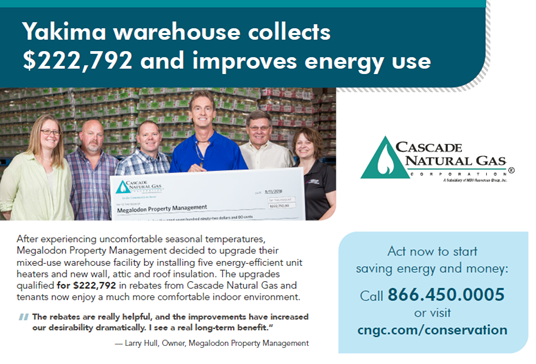 Yakima warehouse collects
$222,792 and improves energy use
CASCADE
NATURAL GAS
Megalodon Property Management
CASCADE
NATURAL GAS®
CORPORATION
A Subsidiary of MDU Resources Group, Inc.
After experiencing uncomfortable seasonal temperatures,
Megalodon Property Management decided to upgrade their
mixed-use warehouse facility by installing five energy-efficient unit
heaters and new wall, attic and roof insulation. The upgrades
qualified for $222,792 in rebates from Cascade Natural Gas and
tenants now enjoy a much more comfortable indoor environment.
"The rebates are really helpful, and the improvements have increased
our desirability dramatically. I see a real long-term benefit."
— Larry Hull, Owner, Megalodon Property Management
Act now to start
saving energy and money:
Call 866.450.0005
or visit
cngc.com/conservation